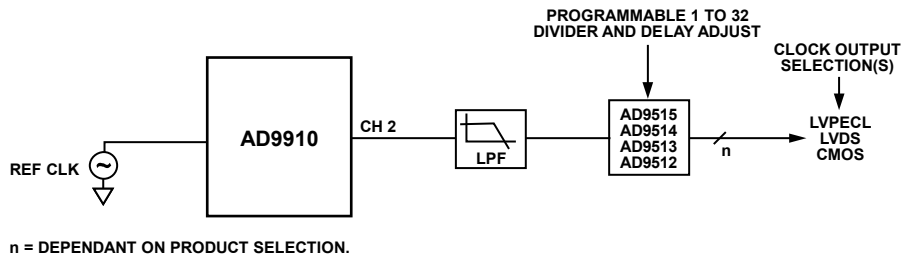 PROGRAMMABLE 1 TO 32
DIVIDER AND DELAY ADJUST
CLOCK OUTPUT
SELECTION(S)
REF CLK
AD9910
CH 2
LPF
AD9515
AD9514
AD9513
AD9512
n
LVPECL
LVDS
CMOS
n = DEPENDANT ON PRODUCT SELECTION.